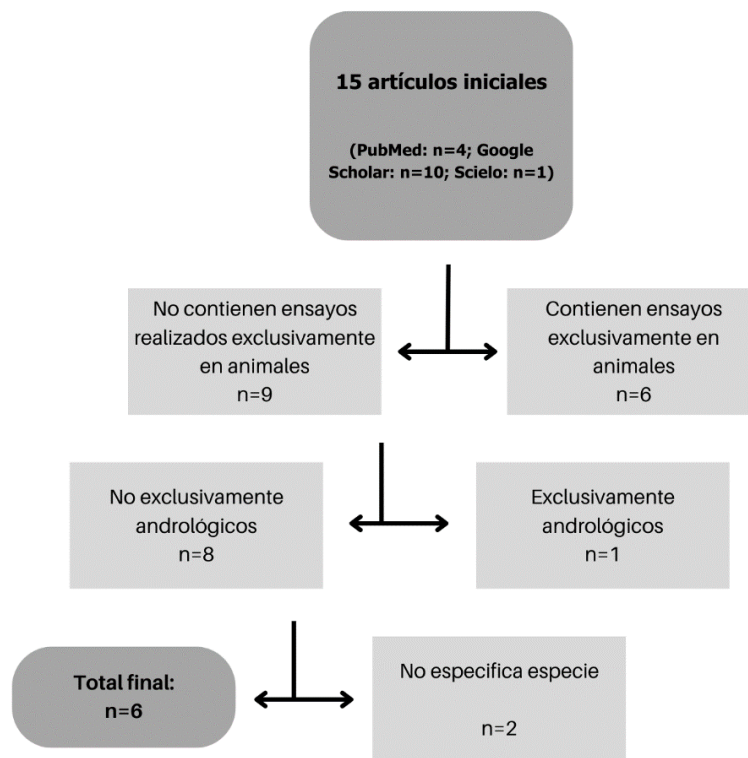 15 artículos iniciales
(PubMed: n=4; Google
Scholar: n=10; Scielo: n=1)
No contienen ensayos
realizados exclusivamente
en animales
n=9
Contienen ensayos
exclusivamente en
animales
n=6
No exclusivamente
andrológicos
n=8
Exclusivamente
andrológicos
n=1
Total final:
n=6
No especifica especie
n=2